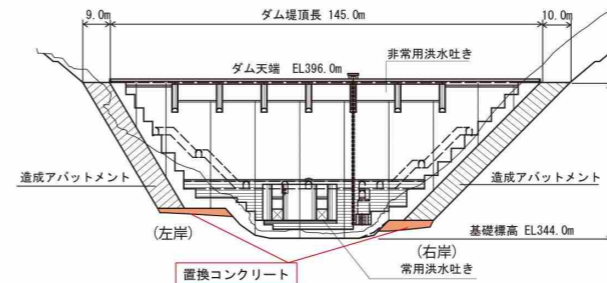 9.0m
ダム堤頂長 145.0m
10.0m
ダム天端 EL396.0m
非常用洪水吐き
造成アバットメント
造成アバットメント
(左岸)
(右岸)
基礎標高 EL344.0m
置換コンクリート
常用洪水吐き